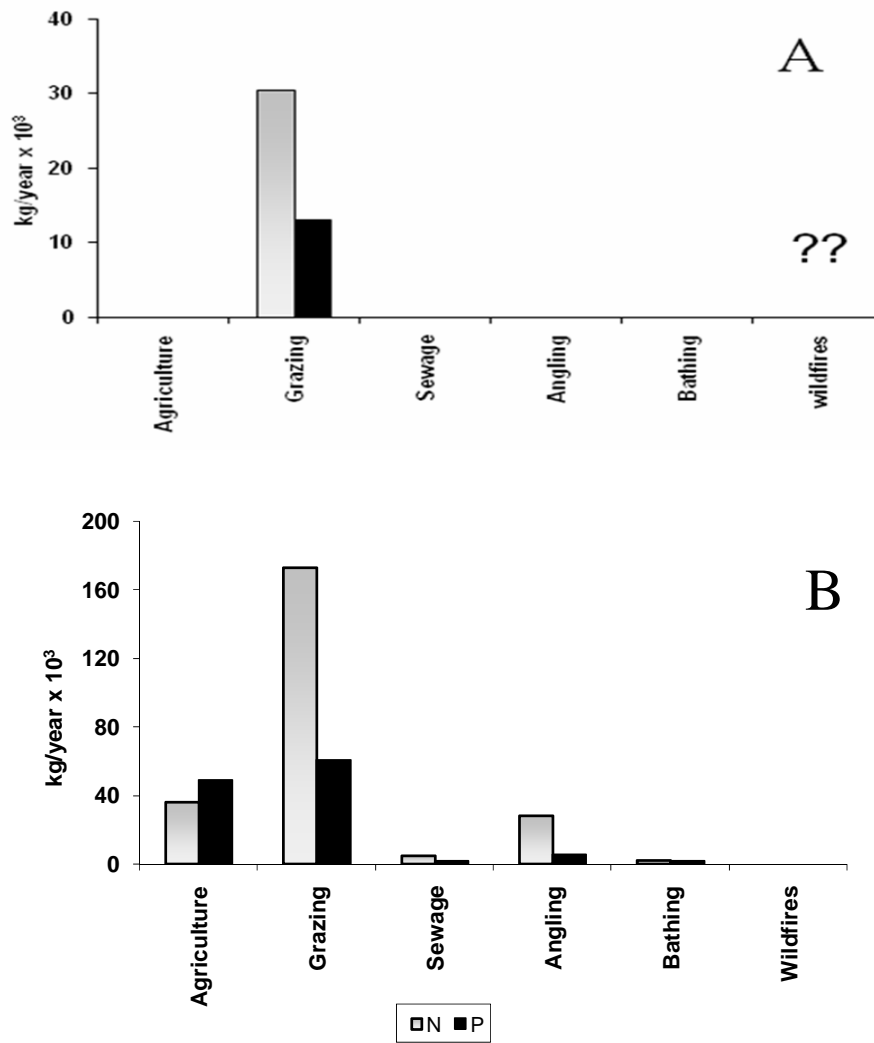 A
40
30
20
10
0
kg/year x 10³
??
Agriculture
Grazing
Sewage
Angling
Bathing
wildfires
B
200
160
120
80
40
0
kg/year x 10³
Agriculture
Grazing
Sewage
Angling
Bathing
Wildfires
N P